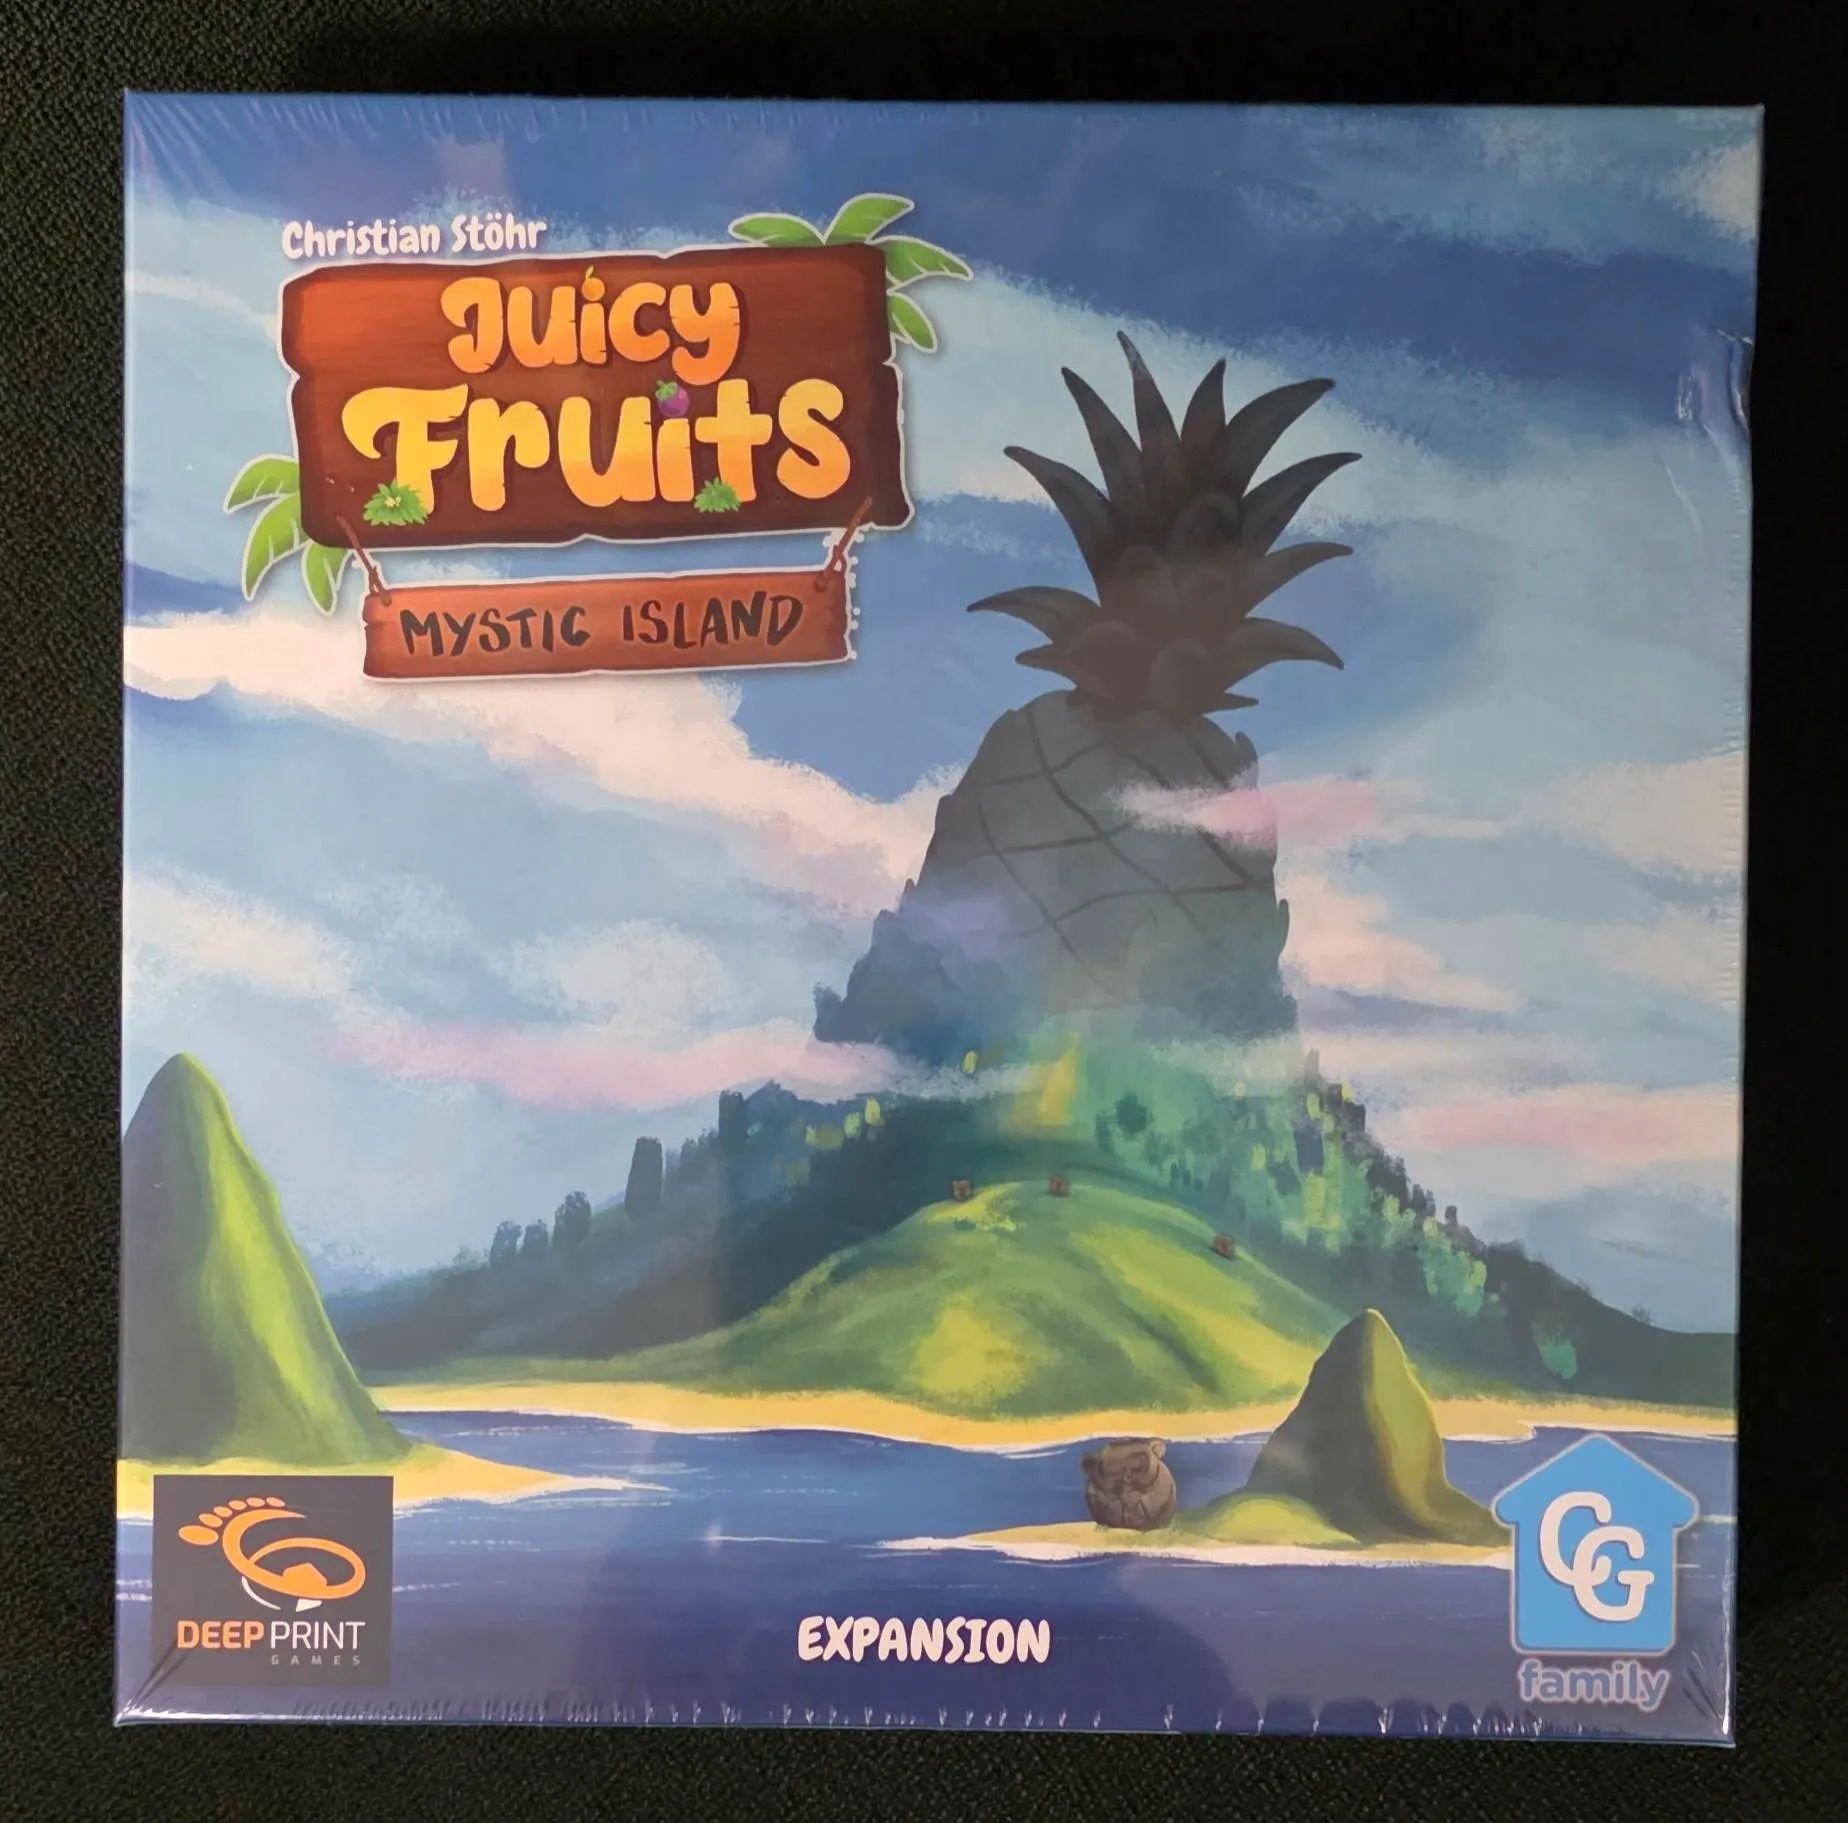 Christian Stöhr
Juicy
Fruits
MYSTIC ISLAND
EXPANSION
DEEP PRINT
GAMES
CG
family